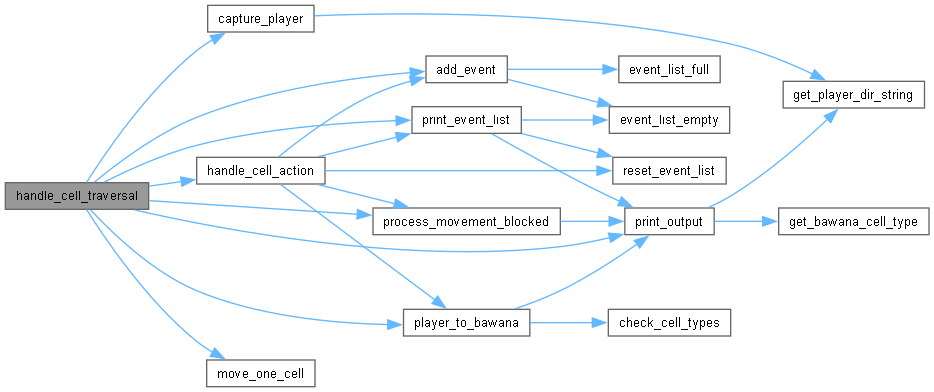 capture_player
add_event
event_list_full
get_player_dir_string
print_event_list
event_list_empty
handle_cell_action
reset_event_list
handle_cell_traversal
process_movement_blocked
print_output
get_bawana_cell_type
player_to_bawana
check_cell_types
move_one_cell